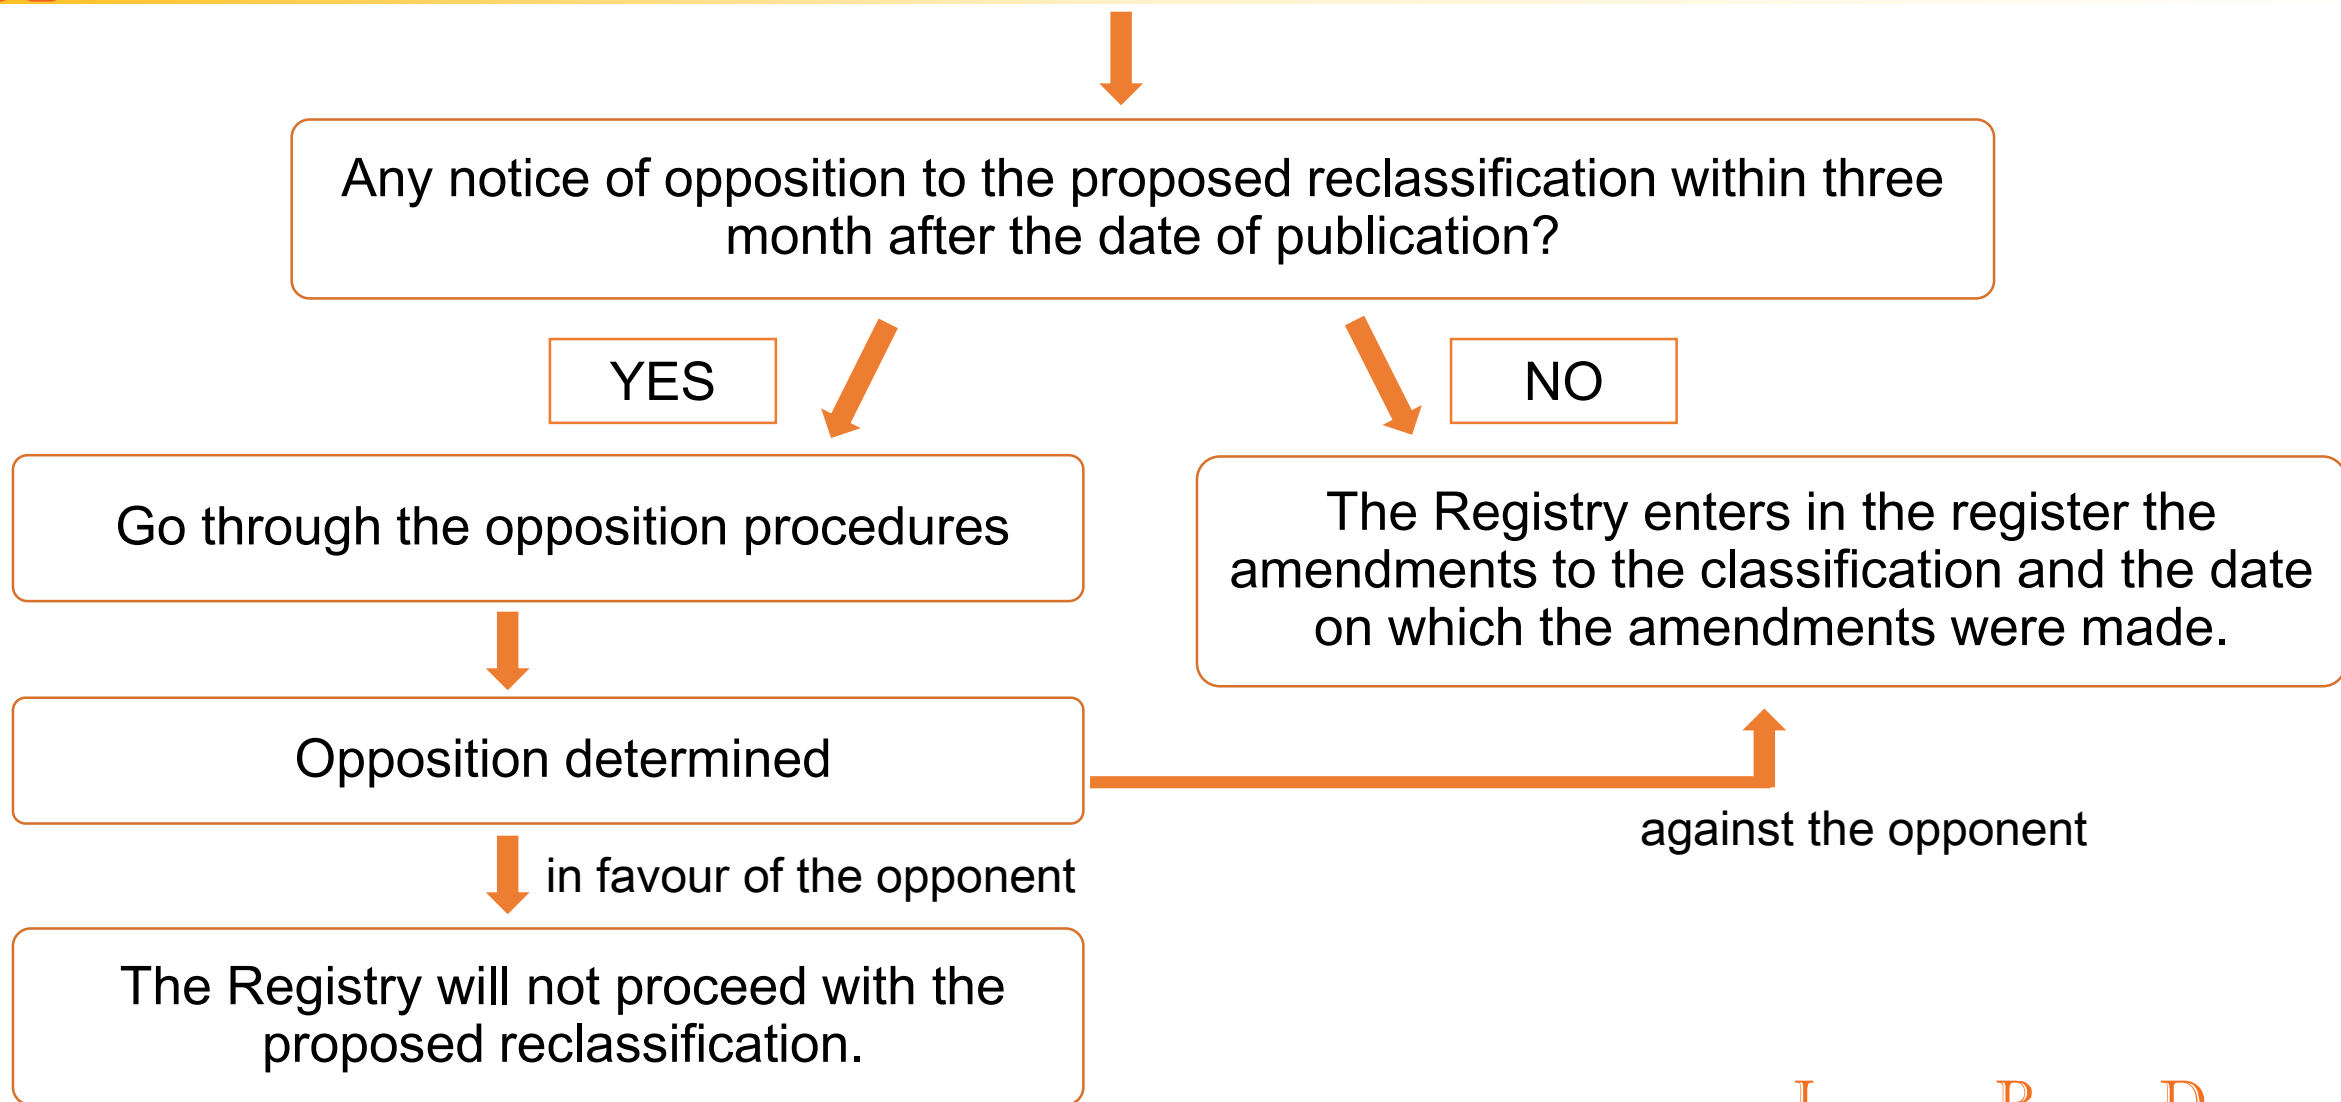 Any notice of opposition to the proposed reclassification within three
month after the date of publication?
YES
NO
Go through the opposition procedures
The Registry enters in the register the
amendments to the classification and the date
on which the amendments were made.
Opposition determined
against the opponent
in favour of the opponent
The Registry will not proceed with the
proposed reclassification.